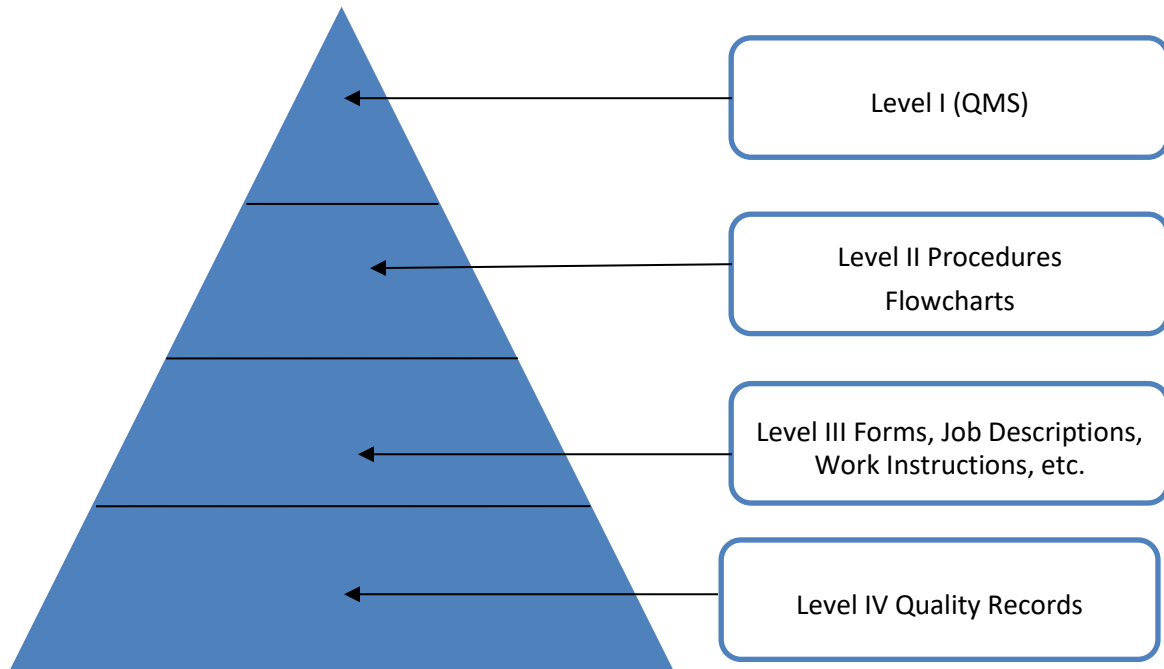 Level I (QMS)
Level II Procedures
Flowcharts
Level III Forms, Job Descriptions,
Work Instructions, etc.
Level IV Quality Records